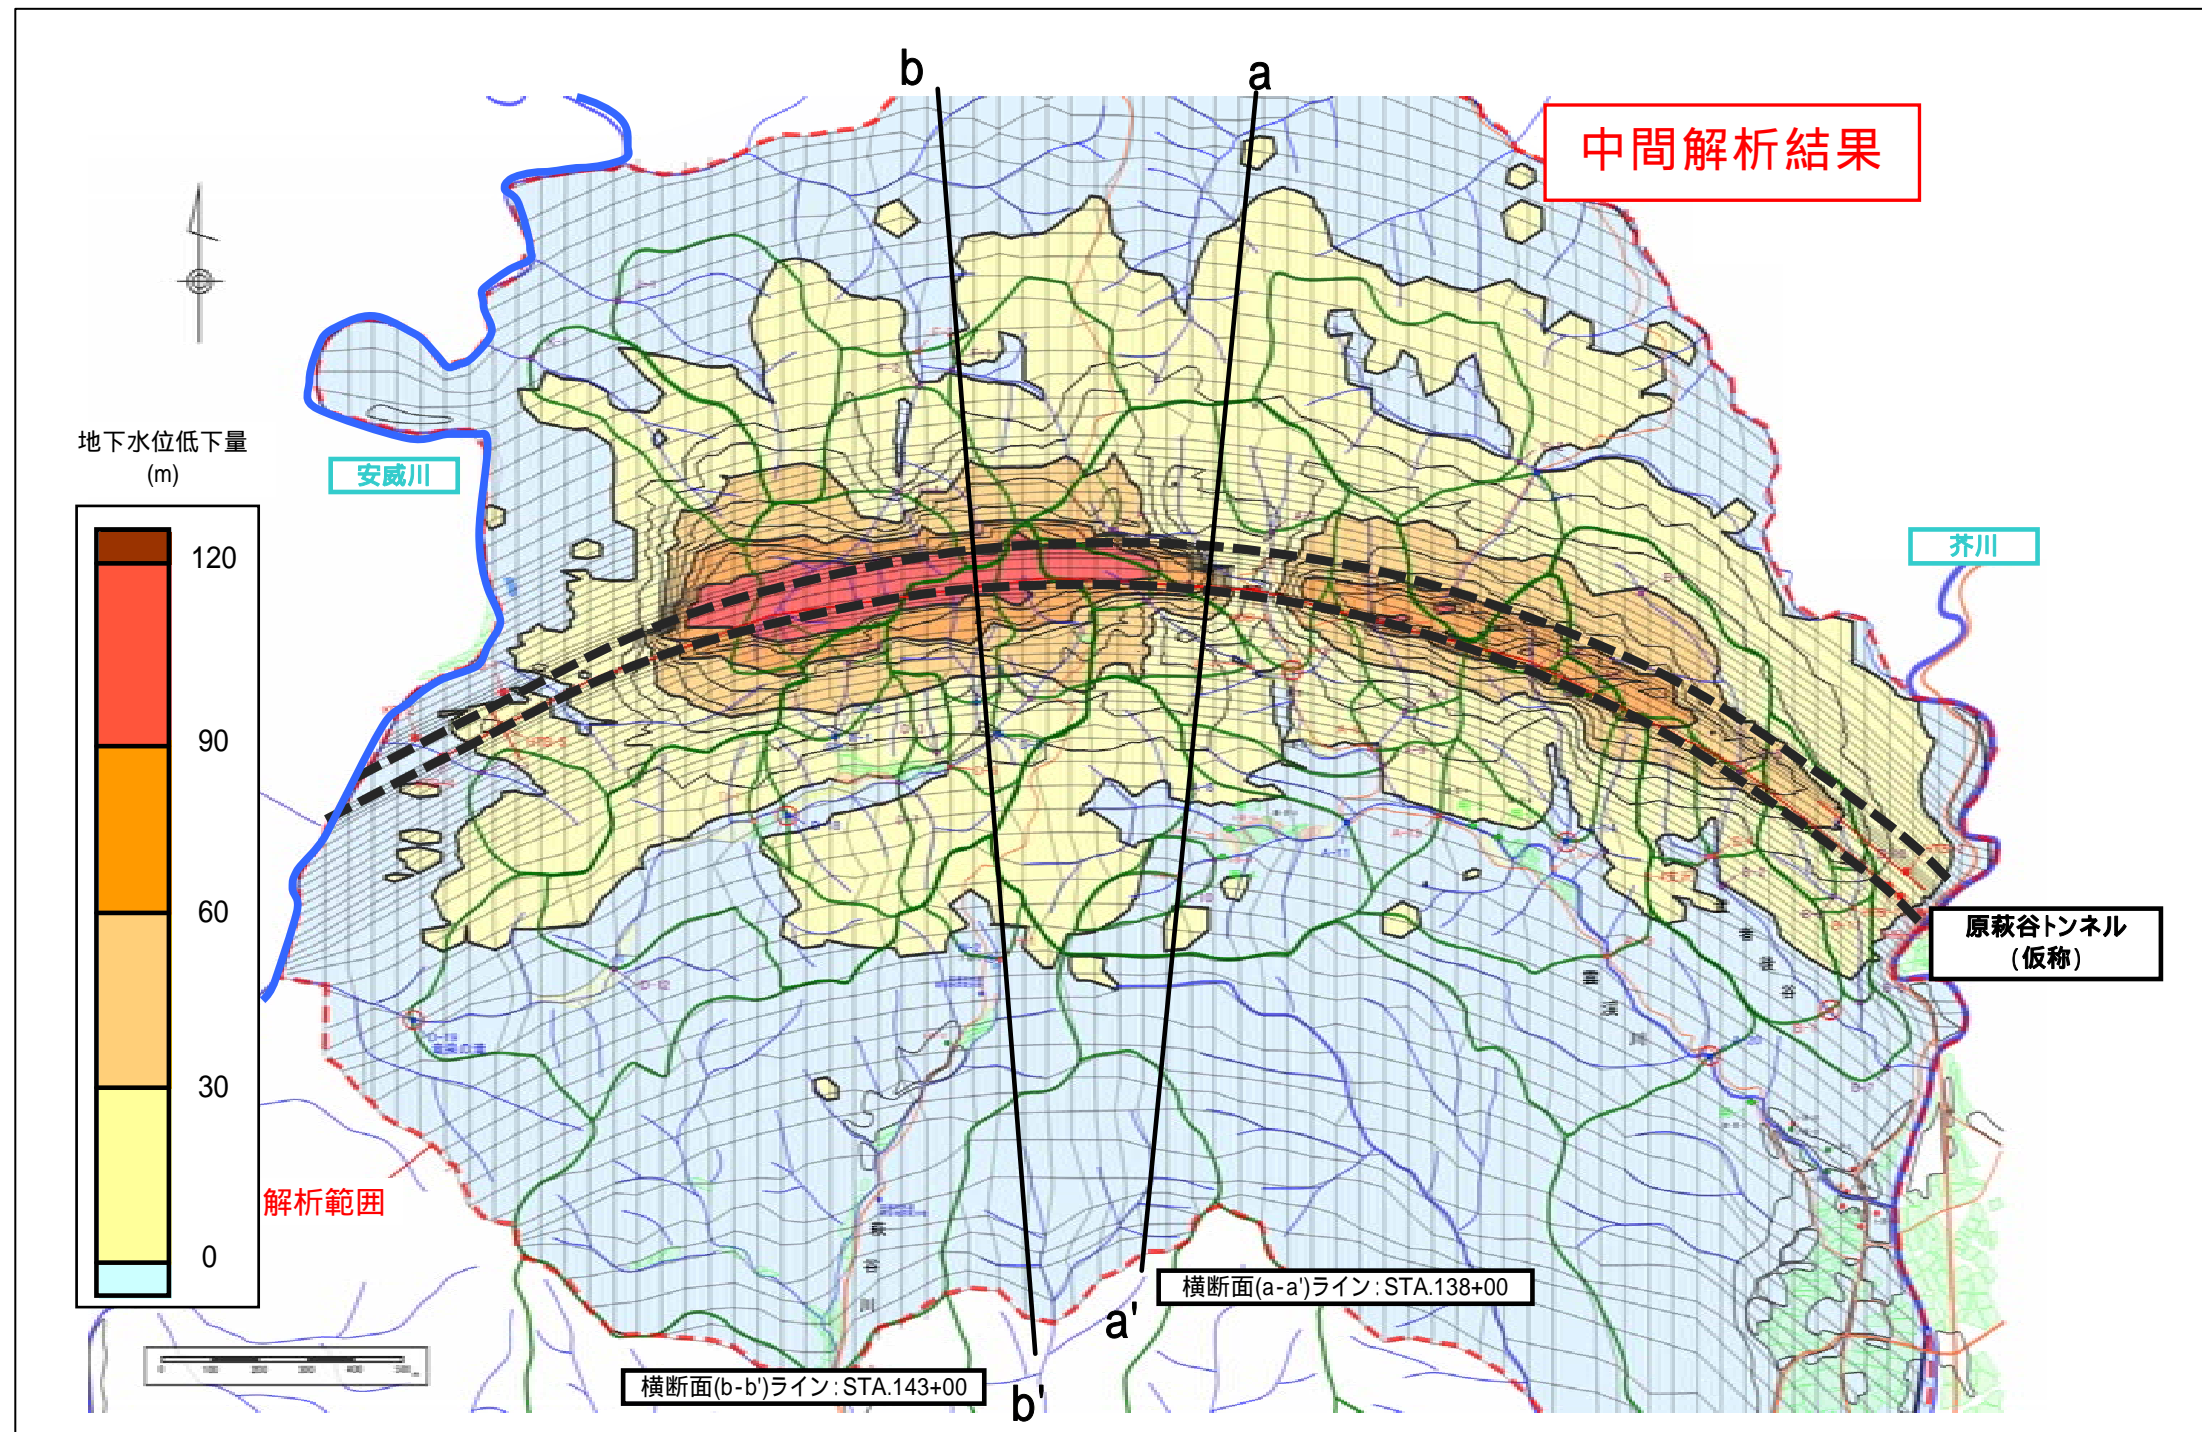 b
a
中間解析結果
地下水位低下量
(m)
安威川
芥川
120
90
60
30
0
原萩谷トンネル
(仮称)
解析範囲
横断面(a-a')ライン:STA.138+00
a'
横断面(b-b')ライン:STA.143+00
b'